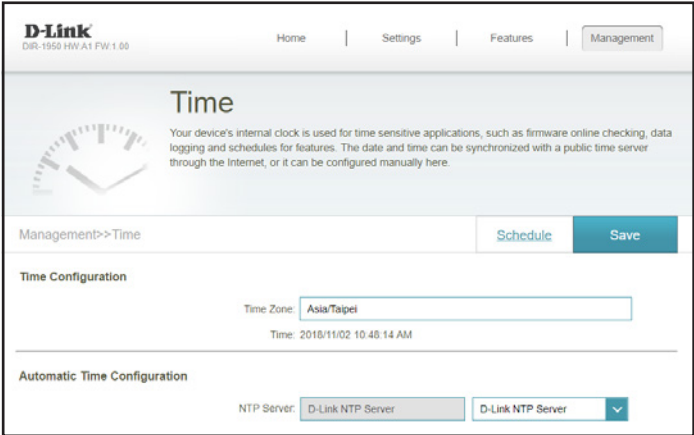 D-Link
DIR-1950 HW:A1 FW:1.00
Home | Settings | Features | Management
Time
Your device's internal clock is used for time sensitive applications, such as firmware online checking, data
logging and schedules for features. The date and time can be synchronized with a public time server
through the Internet, or it can be configured manually here.
Management>>Time
Schedule
Save
Time Configuration
Time Zone: Asia/Taipei
Time: 2018/11/02 10:48:14 AM
Automatic Time Configuration
NTP Server: D-Link NTP Server D-Link NTP Server